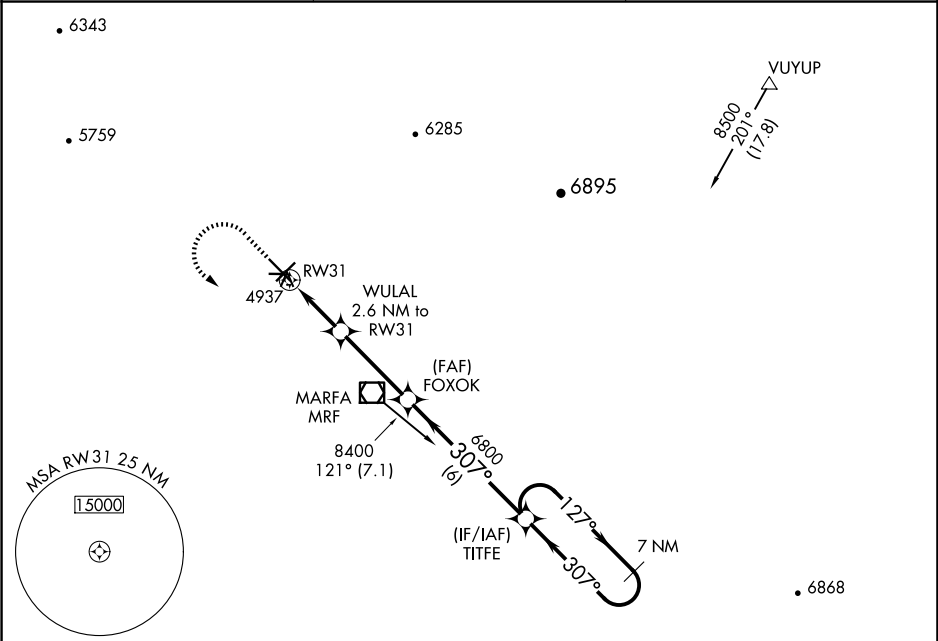 6343
VUYUP
5759
6285
8500
201°
(17.8)
6895
RW31
4937
WULAL
2.6 NM to
RW31
(FAF)
FOXOK
MARFA
MRF
8400
121° (7.1)
6800
307°
(6)
MSA RW31 25 NM
15000
127°
(IF/IAF)
TITFE
7 NM
307°
6868